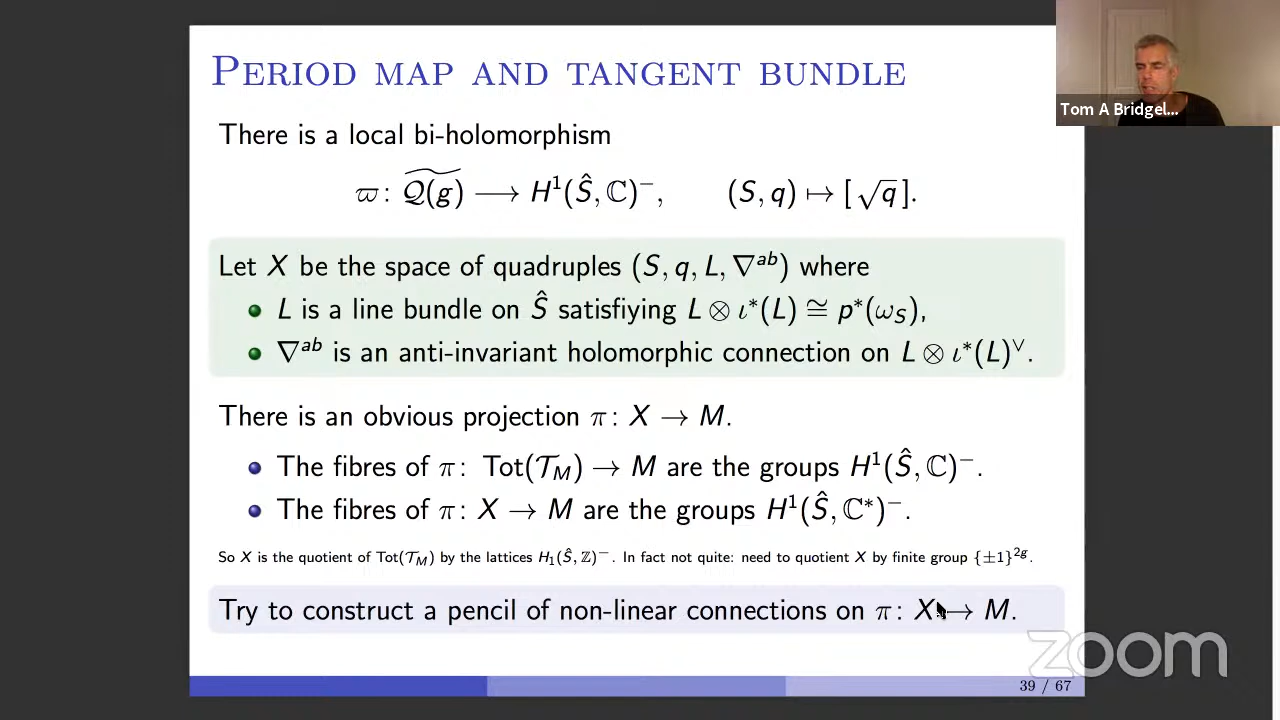 PERIOD MAP AND TANGENT BUNDLE
Tom A Bridgel...
There is a local bi-holomorphism
ϖ: \widetilde{Q(g)} ⟶ H¹(Ŝ, ℂ)⁻, (S, q) ↦ [√q].
Let X be the space of quadruples (S, q, L, ∇ᵃᵇ) where
L is a line bundle on Ŝ satisfiying L ⊗ ι*(L) ≅ p*(ω_S),
∇ᵃᵇ is an anti-invariant holomorphic connection on L ⊗ ι*(L)^∨.
There is an obvious projection π: X → M.
The fibres of π: Tot(𝒯_M) → M are the groups H¹(Ŝ, ℂ)⁻.
The fibres of π: X → M are the groups H¹(Ŝ, ℂ*)⁻.
So X is the quotient of Tot(𝒯_M) by the lattices H₁(Ŝ, ℤ)⁻. In fact not quite: need to quotient X by finite group {±1}²ᵍ.
Try to construct a pencil of non-linear connections on π: X → M.
zoom
39 / 67